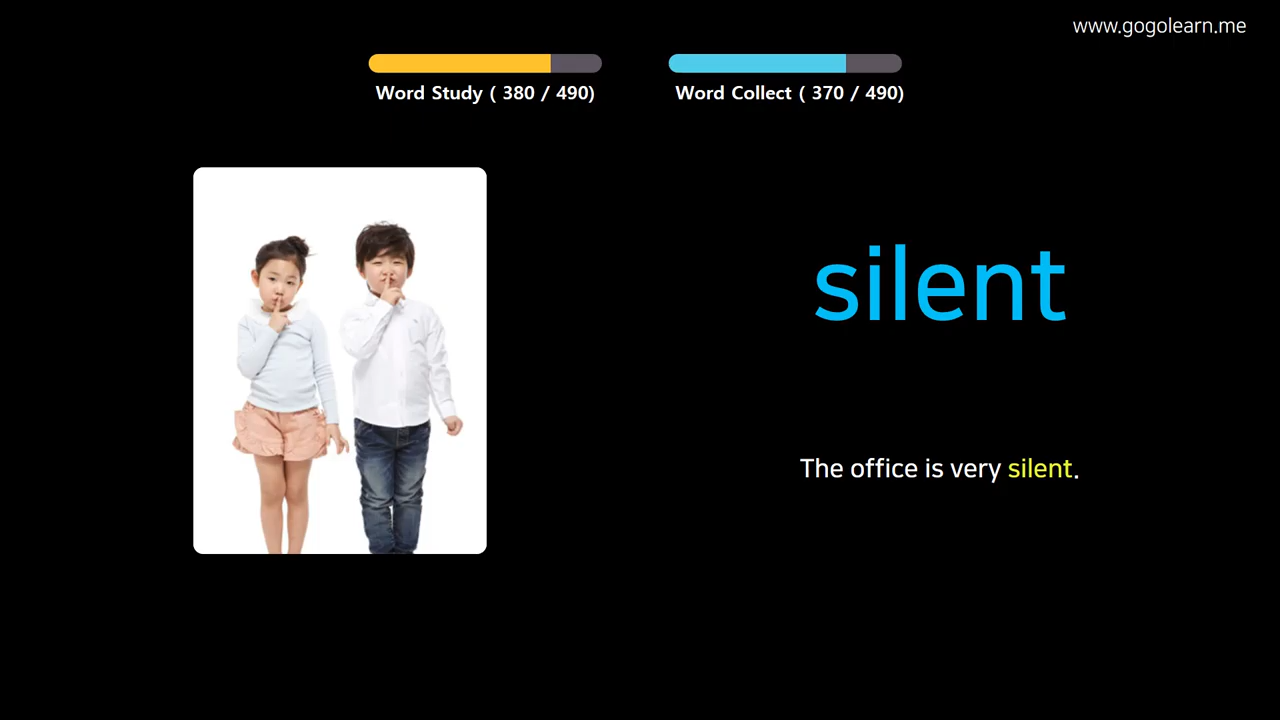 www.gogolearn.me
Word Study ( 380 / 490)
Word Collect ( 370 / 490)
silent
The office is very silent.